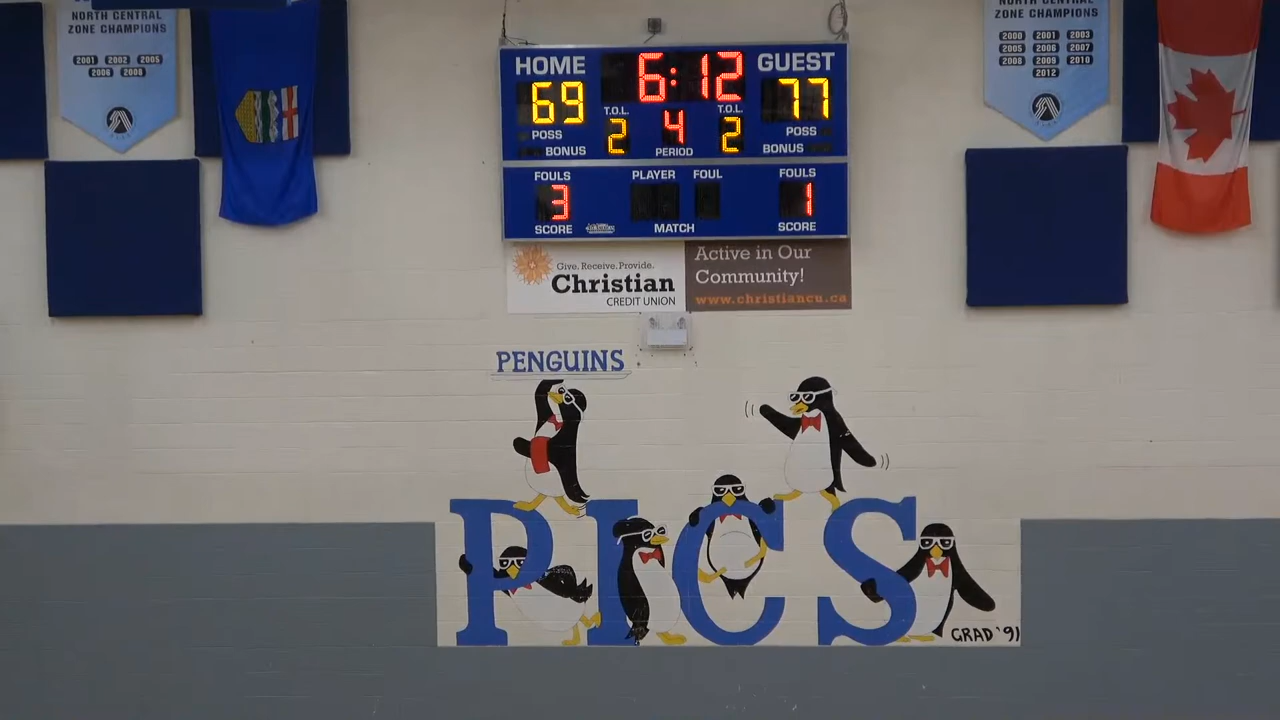 NORTH CENTRAL
ZONE CHAMPIONS
2001 2002 2005
2006 2008
NORTH CENTRAL
ZONE CHAMPIONS
2000 2001 2003
2005 2006 2007
2008 2009 2010
2012
HOME 6:12 GUEST
69 77
T.O.L. T.O.L.
2 4 2
POSS POSS
BONUS PERIOD BONUS
FOULS PLAYER FOUL FOULS
3 1
SCORE MATCH SCORE
Give. Receive. Provide.
Christian
CREDIT UNION
Active in Our
Community!
www.christiancu.ca
PENGUINS
PICS
GRAD '91